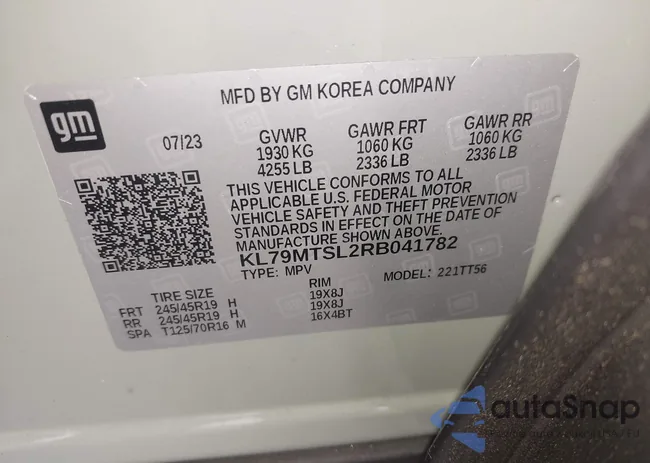 MFD BY GM KOREA COMPANY
gm
07/23 GVWR GAWR FRT GAWR RR
1930 KG 1060 KG 1060 KG
4255 LB 2336 LB 2336 LB
THIS VEHICLE CONFORMS TO ALL
APPLICABLE U.S. FEDERAL MOTOR
VEHICLE SAFETY AND THEFT PREVENTION
STANDARDS IN EFFECT ON THE DATE OF
MANUFACTURE SHOWN ABOVE.
KL79MTSL2RB041782
TYPE: MPV MODEL: 221TT56
TIRE SIZE RIM
FRT 245/45R19 H 19X8J
RR 245/45R19 H 19X8J
SPA T125/70R16 M 16X4BT
autaSnap